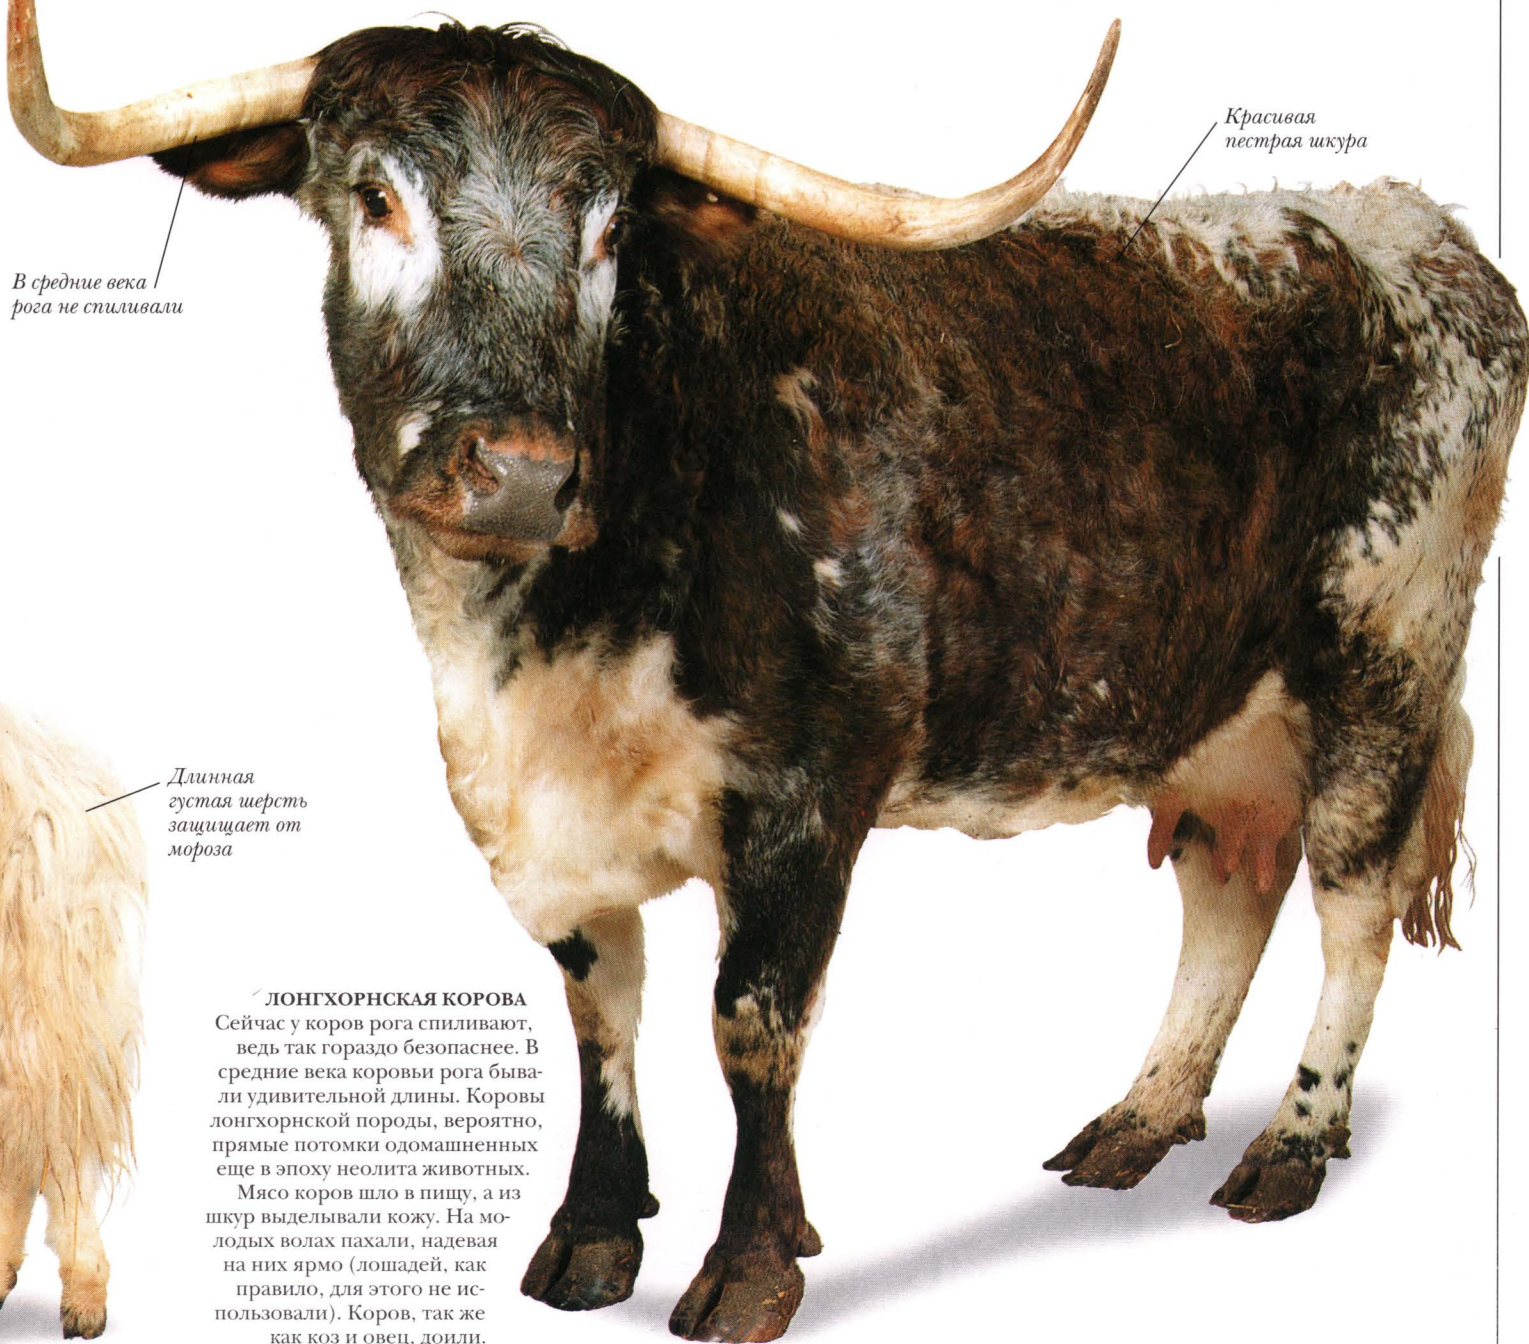 Красивая
пестрая шкура
В средние века
рога не спиливали
Длинная
густая шерсть
защищает от
мороза
ЛОНГХОРНСКАЯ КОРОВА
Сейчас у коров рога спиливают,
ведь так гораздо безопаснее. В
средние века коровьи рога быва-
ли удивительной длины. Коровы
лонгхорнской породы, вероятно,
прямые потомки одомашненных
еще в эпоху неолита животных.
Мясо коров шло в пищу, а из
шкур выделывали кожу. На мо-
лодых волах пахали, надевая
на них ярмо (лошадей, как
правило, для этого не ис-
пользовали). Коров, так же
как коз и овец, доили.